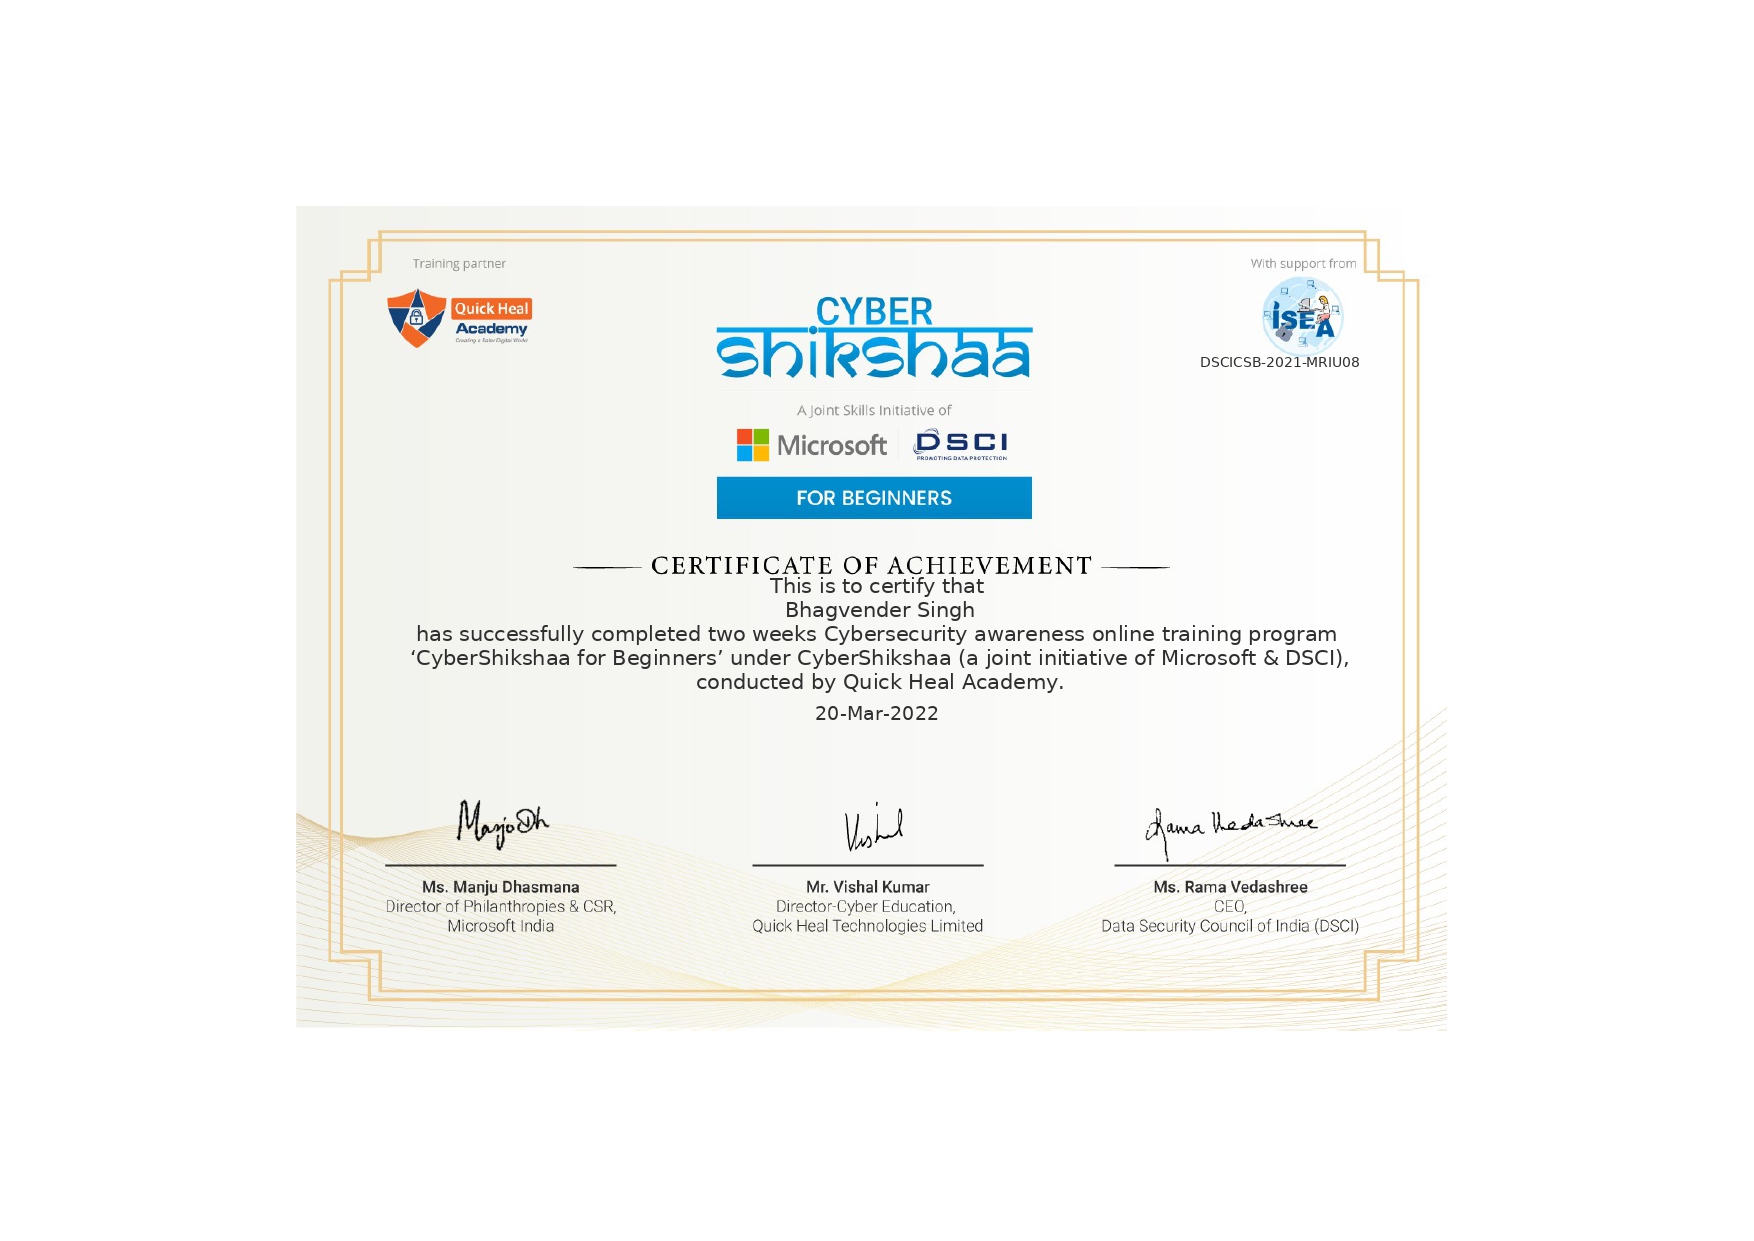 Training partner
With support from
Quick Heal
Academy
Creating a Safer Digital World
ISEA
DSCICSB-2021-MRIU08
CYBER
shikshaa
A Joint Skills Initiative of
Microsoft
DSCI
PROMOTING DATA PROTECTION
FOR BEGINNERS
CERTIFICATE OF ACHIEVEMENT
This is to certify that
Bhagvender Singh
has successfully completed two weeks Cybersecurity awareness online training program
‘CyberShikshaa for Beginners’ under CyberShikshaa (a joint initiative of Microsoft & DSCI),
conducted by Quick Heal Academy.
20-Mar-2022
Vishal
Rama Vedashree
Ms. Manju Dhasmana
Director of Philanthropies & CSR,
Microsoft India
Mr. Vishal Kumar
Director-Cyber Education,
Quick Heal Technologies Limited
Ms. Rama Vedashree
CEO,
Data Security Council of India (DSCI)